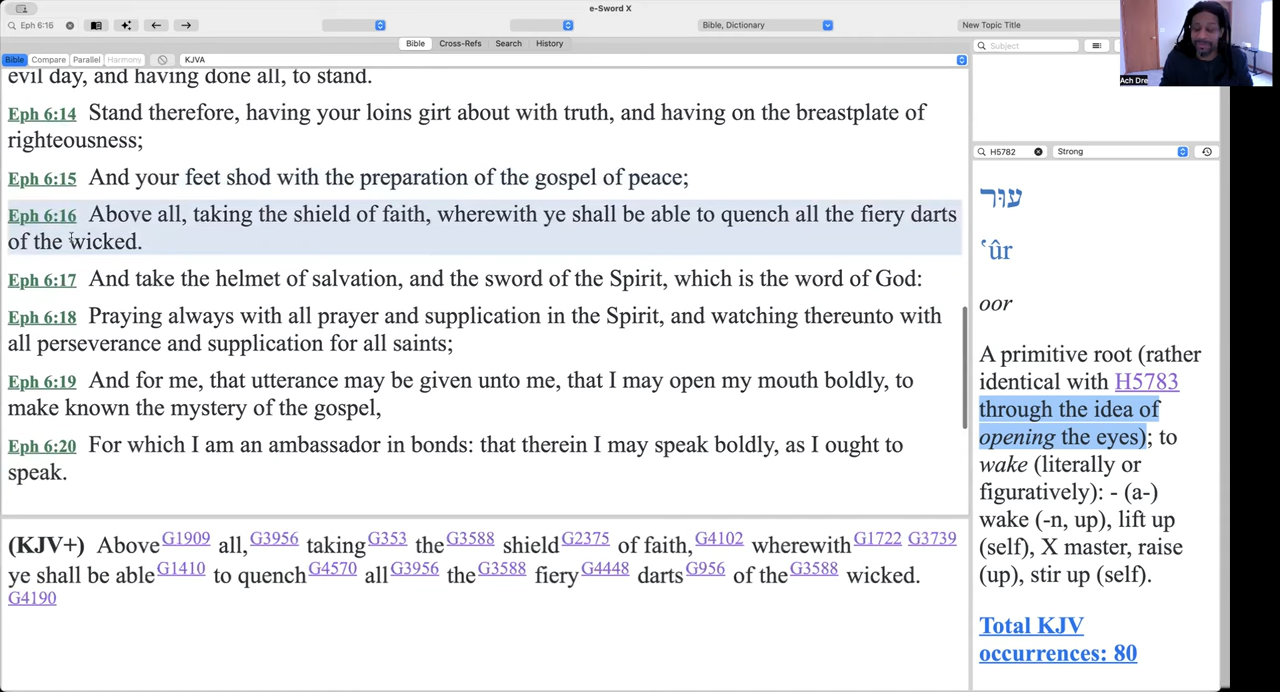 e-Sword X
Eph 6:16
Bible, Dictionary
New Topic Title
Bible
Cross-Refs
Search
History
Subject
Bible
Compare
Parallel
Harmony
KJVA
Ach Dre
evil day, and having done all, to stand.
Eph 6:14 Stand therefore, having your loins girt about with truth, and having on the breastplate of
righteousness;
Eph 6:15 And your feet shod with the preparation of the gospel of peace;
Eph 6:16 Above all, taking the shield of faith, wherewith ye shall be able to quench all the fiery darts
of the wicked.
Eph 6:17 And take the helmet of salvation, and the sword of the Spirit, which is the word of God:
Eph 6:18 Praying always with all prayer and supplication in the Spirit, and watching thereunto with
all perseverance and supplication for all saints;
Eph 6:19 And for me, that utterance may be given unto me, that I may open my mouth boldly, to
make known the mystery of the gospel,
Eph 6:20 For which I am an ambassador in bonds: that therein I may speak boldly, as I ought to
speak.
(KJV+) Above G1909 all, G3956 taking G353 the G3588 shield G2375 of faith, G4102 wherewith G1722 G3739
ye shall be able G1410 to quench G4570 all G3956 the G3588 fiery G4448 darts G956 of the G3588 wicked.
G4190
H5782
Strong
עוּר
‛ûr
oor
A primitive root (rather
identical with H5783
through the idea of
opening the eyes); to
wake (literally or
figuratively): - (a-)
wake (-n, up), lift up
(self), X master, raise
(up), stir up (self).
Total KJV
occurrences: 80